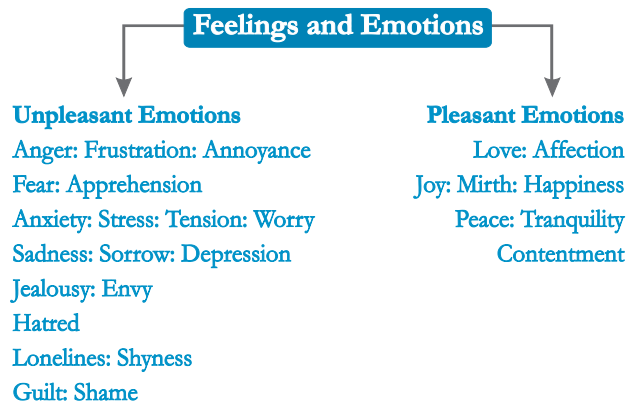 Feelings and Emotions
Unpleasant Emotions
Anger: Frustration: Annoyance
Fear: Apprehension
Anxiety: Stress: Tension: Worry
Sadness: Sorrow: Depression
Jealousy: Envy
Hatred
Lonelines: Shyness
Guilt: Shame
Pleasant Emotions
Love: Affection
Joy: Mirth: Happiness
Peace: Tranquility
Contentment